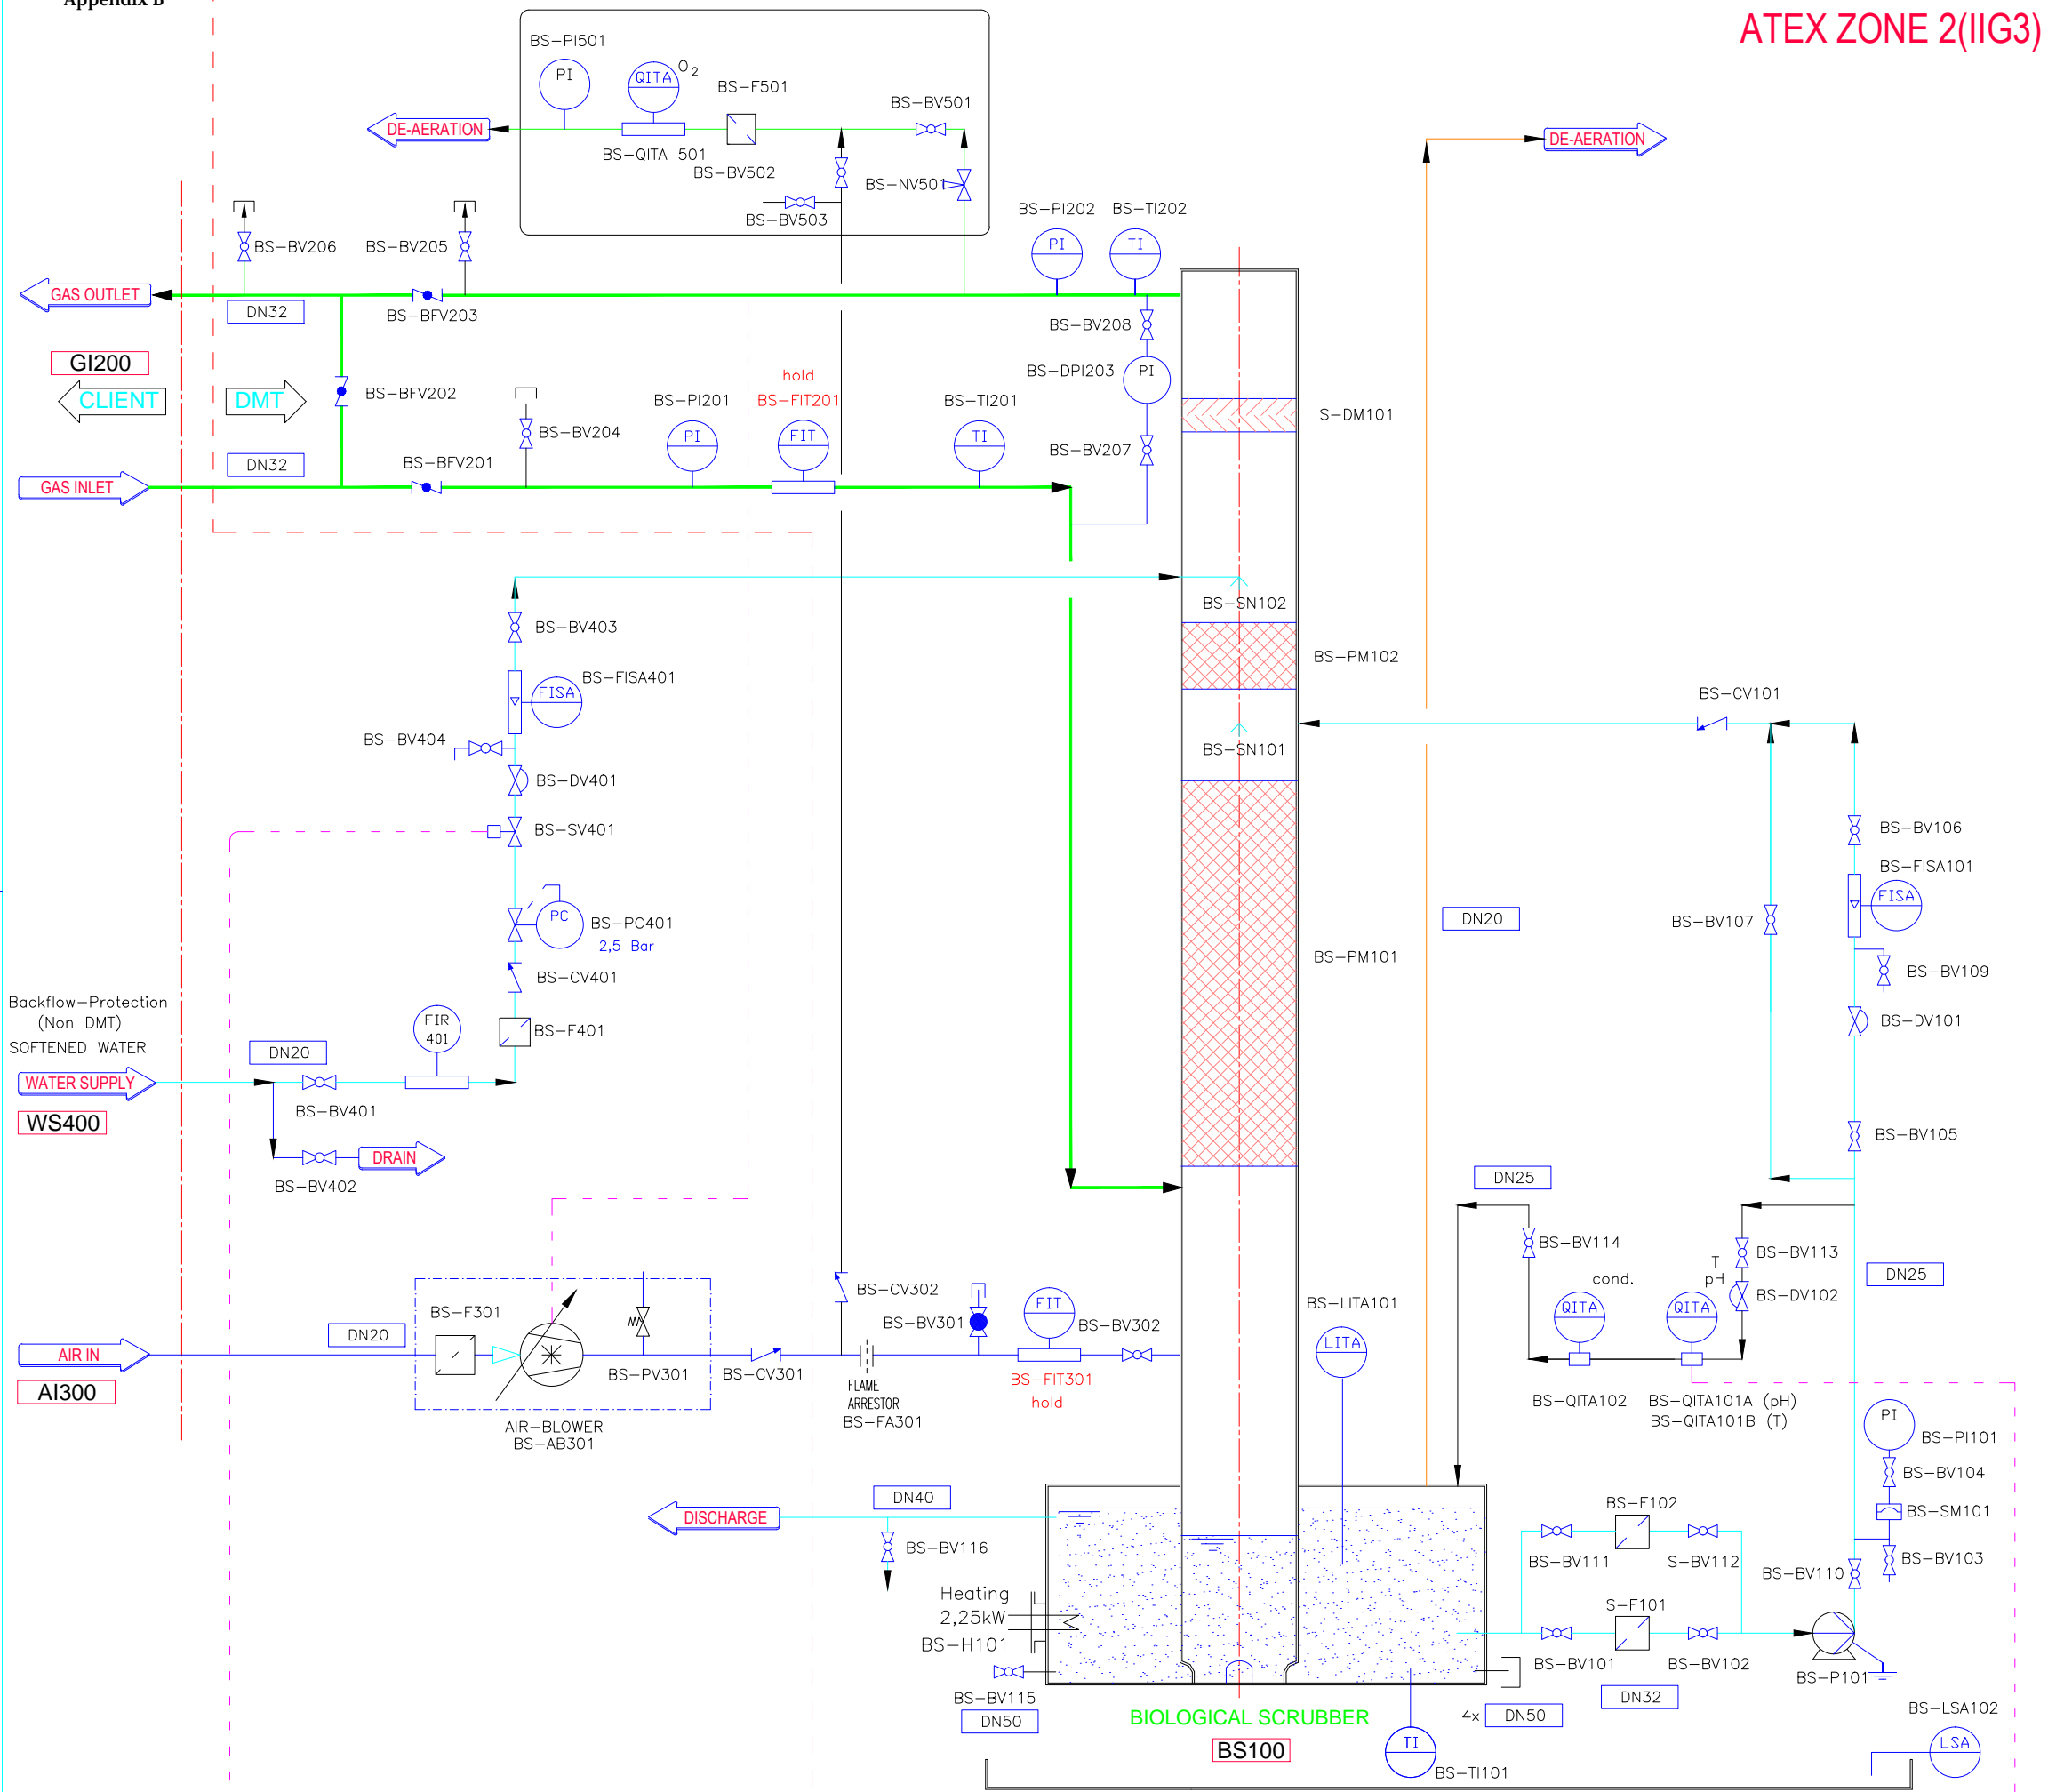 Appendix B
ATEX ZONE 2(IIG3)
BS-PI501
PI
QITA
O2
BS-F501
BS-BV501
DE-AERATION
BS-QITA 501
BS-BV502
BS-NV501
BS-BV503
DE-AERATION
BS-BV206
BS-BV205
BS-PI202
BS-TI202
PI
TI
GAS OUTLET
DN32
BS-BFV203
BS-BV208
GI200
CLIENT
DMT
BS-BFV202
BS-DPI203
PI
hold
BS-PI201
BS-FIT201
BS-TI201
S-DM101
BS-BV204
PI
FIT
TI
BS-BV207
DN32
BS-BFV201
GAS INLET
BS-SN102
BS-BV403
BS-PM102
BS-FISA401
FISA
BS-CV101
BS-BV404
BS-SN101
BS-DV401
BS-SV401
BS-BV106
BS-FISA101
FISA
PC
BS-PC401
2,5 Bar
DN20
BS-BV107
BS-PM101
BS-CV401
BS-BV109
Backflow-Protection
(Non DMT)
SOFTENED WATER
FIR
401
BS-F401
BS-DV101
DN20
WATER SUPPLY
BS-BV401
WS400
BS-BV105
DRAIN
BS-BV402
DN25
BS-BV114
T
pH
BS-BV113
cond.
DN25
BS-DV102
BS-CV302
BS-LITA101
QITA
QITA
BS-F301
DN20
BS-BV301
FIT
BS-BV302
LITA
AIR IN
BS-PV301
BS-CV301
BS-FIT301
hold
AI300
FLAME
ARRESTOR
BS-FA301
AIR-BLOWER
BS-AB301
BS-QITA102
BS-QITA101A (pH)
BS-QITA101B (T)
PI
BS-PI101
BS-BV104
DN40
BS-F102
BS-SM101
DISCHARGE
BS-BV116
BS-BV111
S-BV112
BS-BV103
BS-BV110
Heating
2,25kW
BS-H101
S-F101
BS-BV101
BS-BV102
BS-P101
BS-BV115
DN50
DN32
BIOLOGICAL SCRUBBER
4x
DN50
BS-LSA102
BS100
TI
LSA
BS-TI101